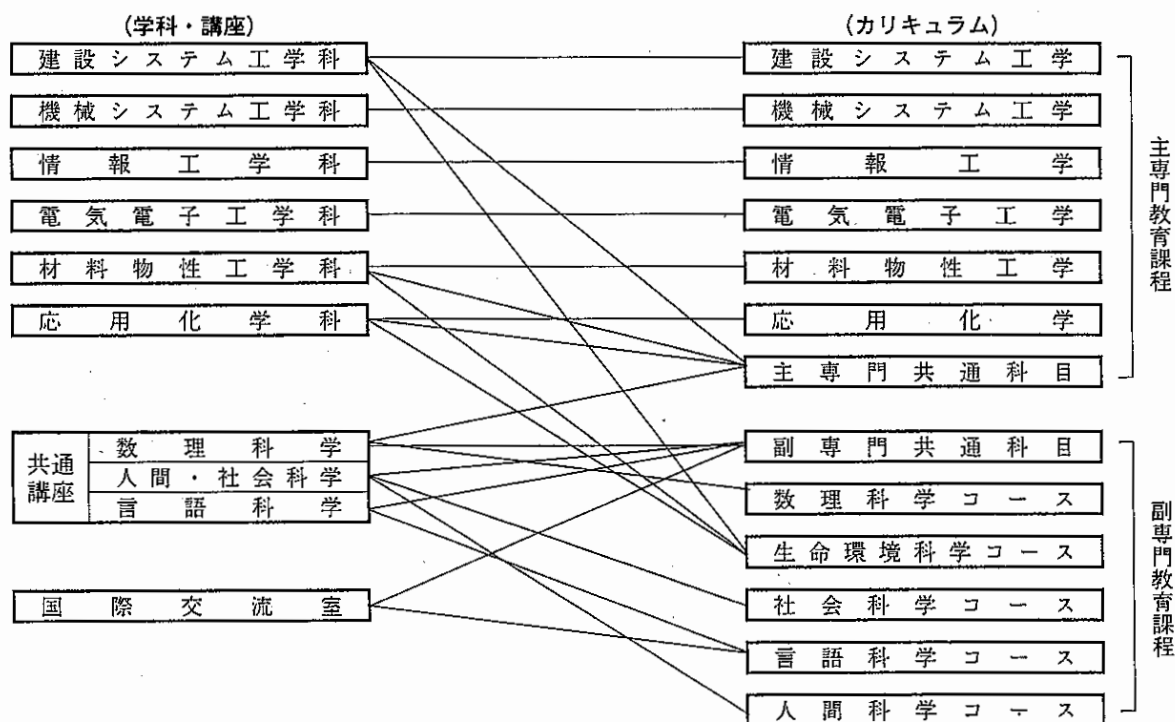 (学科・講座)
建設システム工学科
機械システム工学科
情報工学科
電気電子工学科
材料物性工学科
応用化学科
共通
講座
数理科学
人間・社会科学
言語科学
国際交流室
(カリキュラム)
建設システム工学
機械システム工学
情報工学
電気電子工学
材料物性工学
応用化学
主専門共通科目
主専門教育課程
副専門共通科目
数理科学コース
生命環境科学コース
社会科学コース
言語科学コース
人間科学コース
副専門教育課程